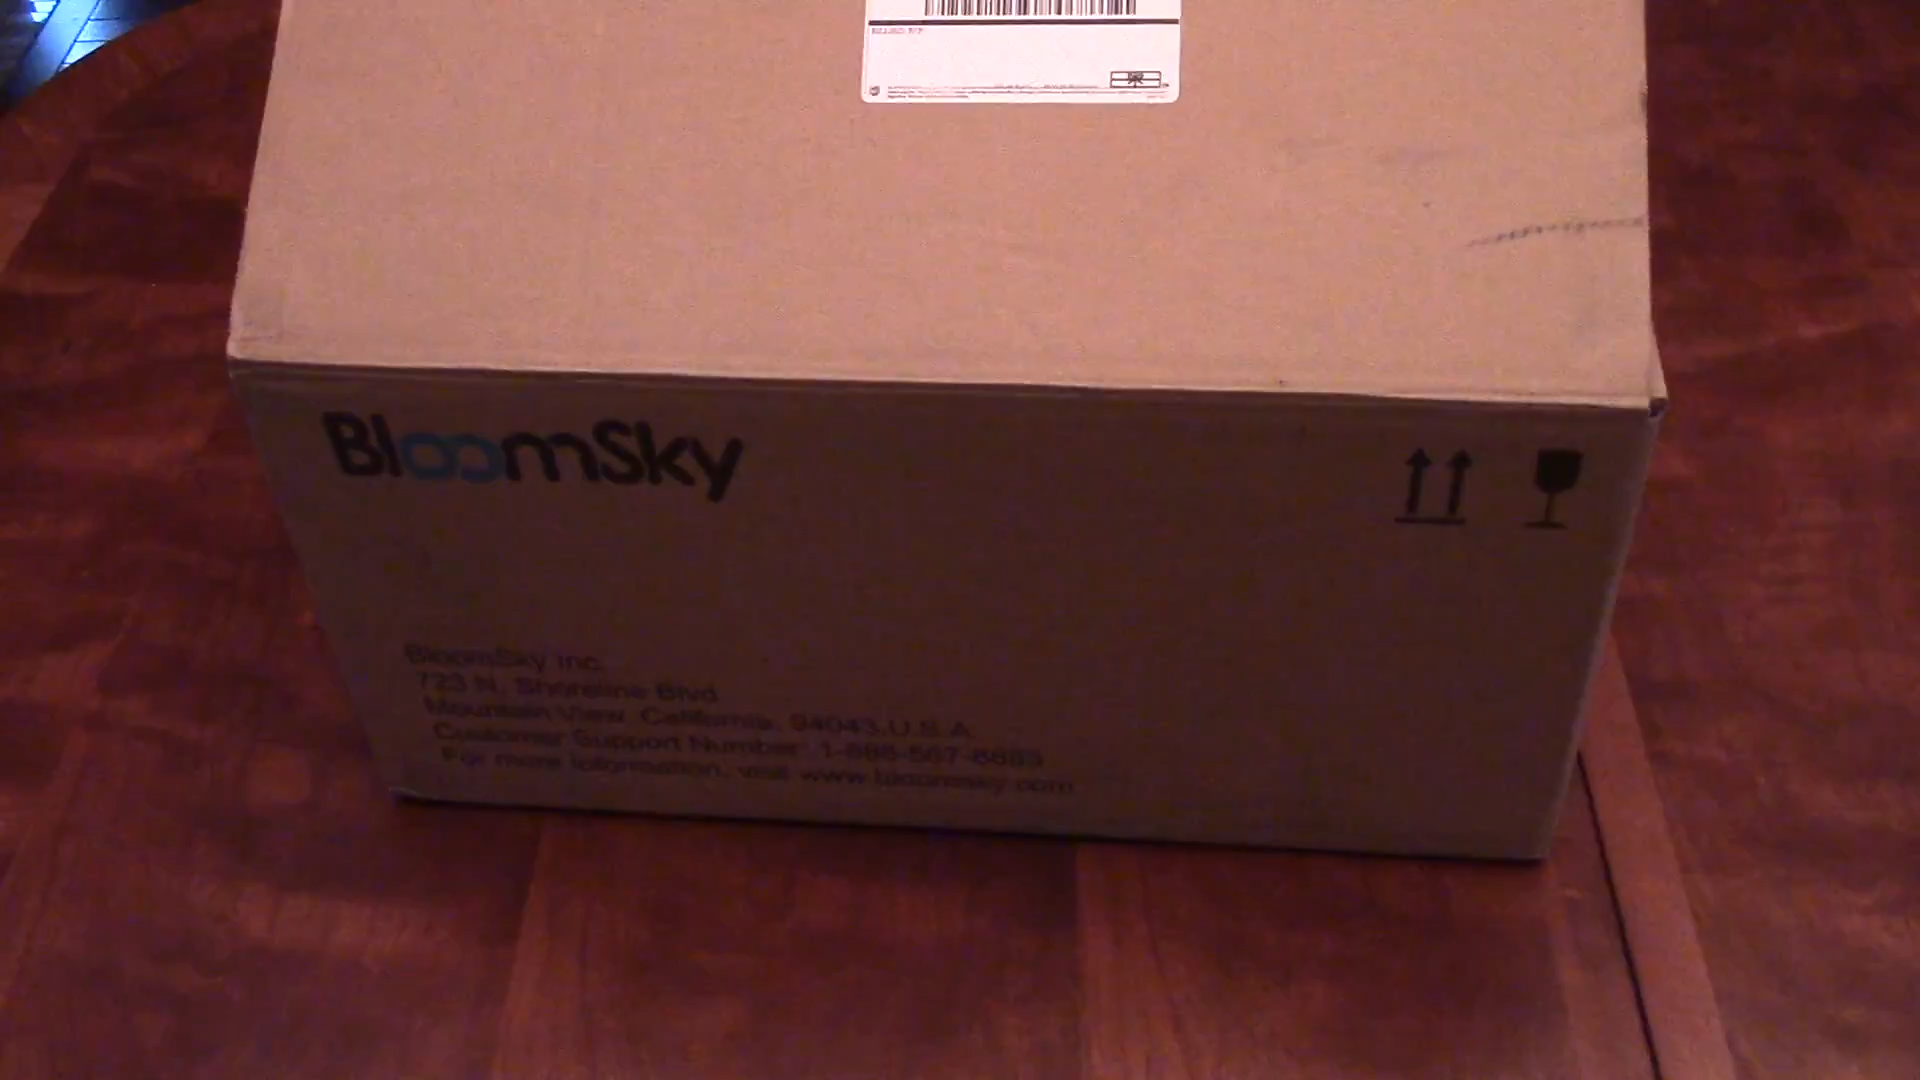 BILLING: P/P
BloomSky
BloomSky Inc.
723 N. Shoreline Blvd
Mountain View, California, 94043,U.S.A.
Customer Support Number: 1-888-567-
For more information, visit www.bloomsky.com